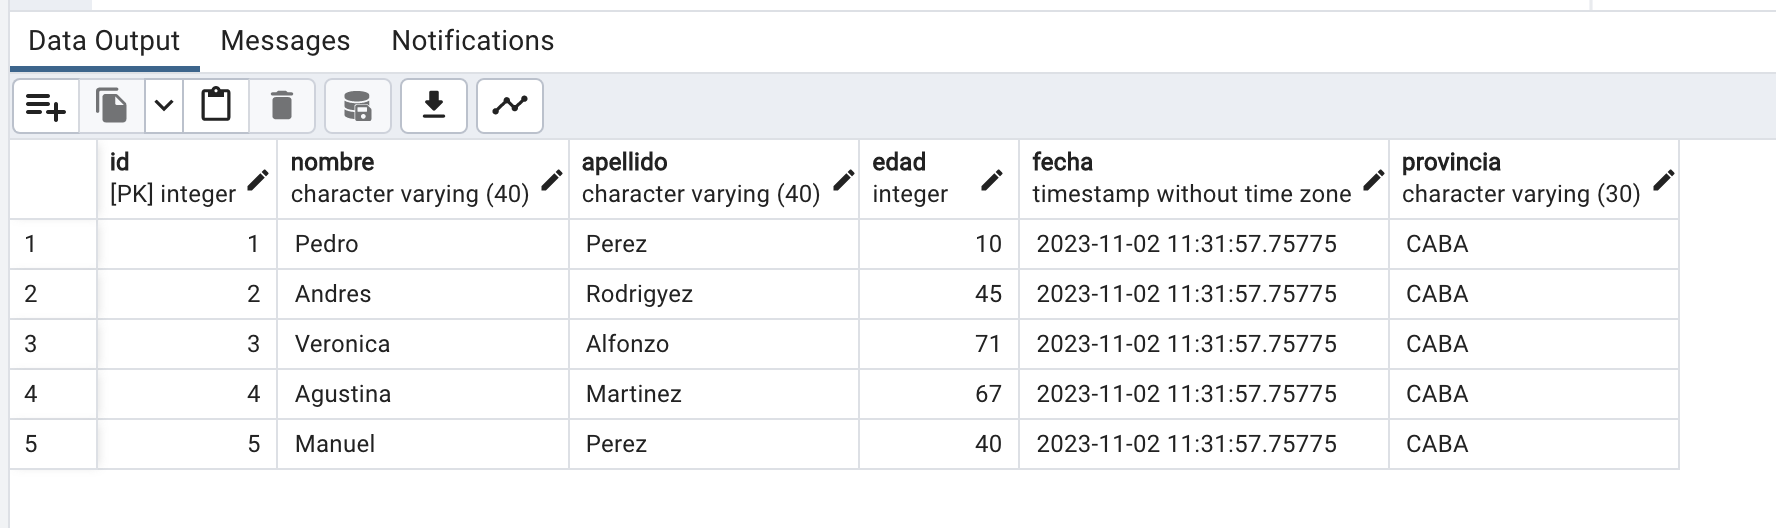 Data Output Messages Notifications
id nombre apellido edad fecha provincia
[PK] integer character varying (40) character varying (40) integer timestamp without time zone character varying (30)
1 1 Pedro Perez 10 2023-11-02 11:31:57.75775 CABA
2 2 Andres Rodrigyez 45 2023-11-02 11:31:57.75775 CABA
3 3 Veronica Alfonzo 71 2023-11-02 11:31:57.75775 CABA
4 4 Agustina Martinez 67 2023-11-02 11:31:57.75775 CABA
5 5 Manuel Perez 40 2023-11-02 11:31:57.75775 CABA